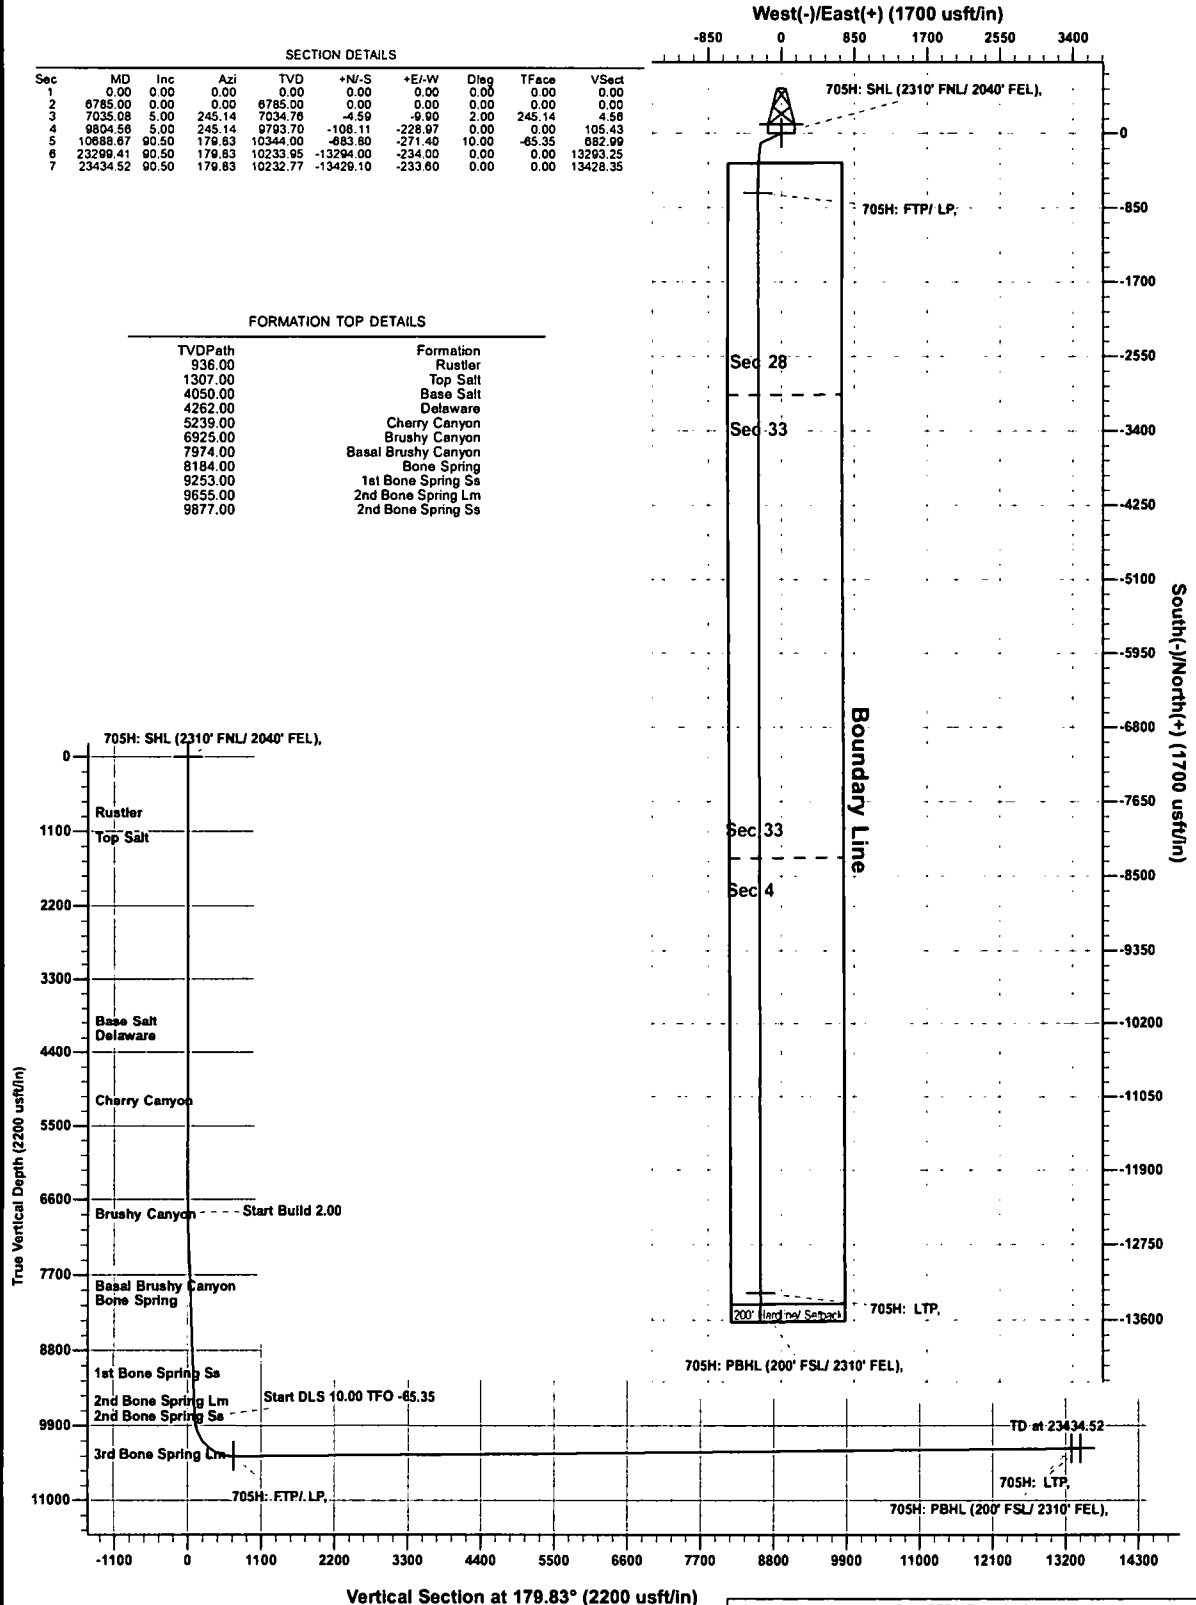 West(-)/East(+) (1700 usft/in)
-850 0 850 1700 2550 3400
SECTION DETAILS
Sec MD Inc Azi TVD +N/-S +E/-W Dleg TFace VSect
1 0.00 0.00 0.00 0.00 0.00 0.00 0.00 0.00 0.00
2 6785.00 0.00 0.00 6785.00 0.00 0.00 0.00 0.00 0.00
3 7035.08 5.00 245.14 7034.76 -4.59 -9.90 2.00 245.14 4.56
4 9804.56 5.00 245.14 9793.70 -106.11 -228.97 0.00 0.00 105.43
5 10688.67 90.50 179.83 10344.00 -683.80 -271.40 10.00 -65.35 682.99
6 23299.41 90.50 179.83 10233.95 -13294.00 -234.00 0.00 0.00 13293.25
7 23434.52 90.50 179.83 10232.77 -13429.10 -233.60 0.00 0.00 13428.35
705H: SHL (2310' FNL/ 2040' FEL),
705H: FTP/ LP,
FORMATION TOP DETAILS
TVDPath Formation
936.00 Rustler
1307.00 Top Salt
4050.00 Base Salt
4262.00 Delaware
5239.00 Cherry Canyon
6925.00 Brushy Canyon
7974.00 Basal Brushy Canyon
8184.00 Bone Spring
9253.00 1st Bone Spring Ss
9655.00 2nd Bone Spring Lm
9877.00 2nd Bone Spring Ss
Sec 28
Sec 33
Sec 33
Sec 4
Boundary Line
200' Hardline/ Setback
705H: LTP,
705H: PBHL (200' FSL/ 2310' FEL),
0
-850
-1700
-2550
-3400
-4250
-5100
-5950
-6800
-7650
-8500
-9350
-10200
-11050
-11900
-12750
-13600
South(-)/North(+) (1700 usft/in)
705H: SHL (2310' FNL/ 2040' FEL),
True Vertical Depth (2200 usft/in)
0
Rustler
1100
Top Salt
2200
3300
Base Salt
Delaware
4400
Cherry Canyon
5500
6600
Brushy Canyon
Start Build 2.00
7700
Basal Brushy Canyon
Bone Spring
8800
1st Bone Spring Ss
2nd Bone Spring Lm
2nd Bone Spring Ss
Start DLS 10.00 TFO -65.35
9900
TD at 23434.52
3rd Bone Spring Lm
705H: LTP,
705H: FTP/ LP,
11000
705H: PBHL (200' FSL/ 2310' FEL),
-1100 0 1100 2200 3300 4400 5500 6600 7700 8800 9900 11000 12100 13200 14300
Vertical Section at 179.83° (2200 usft/in)